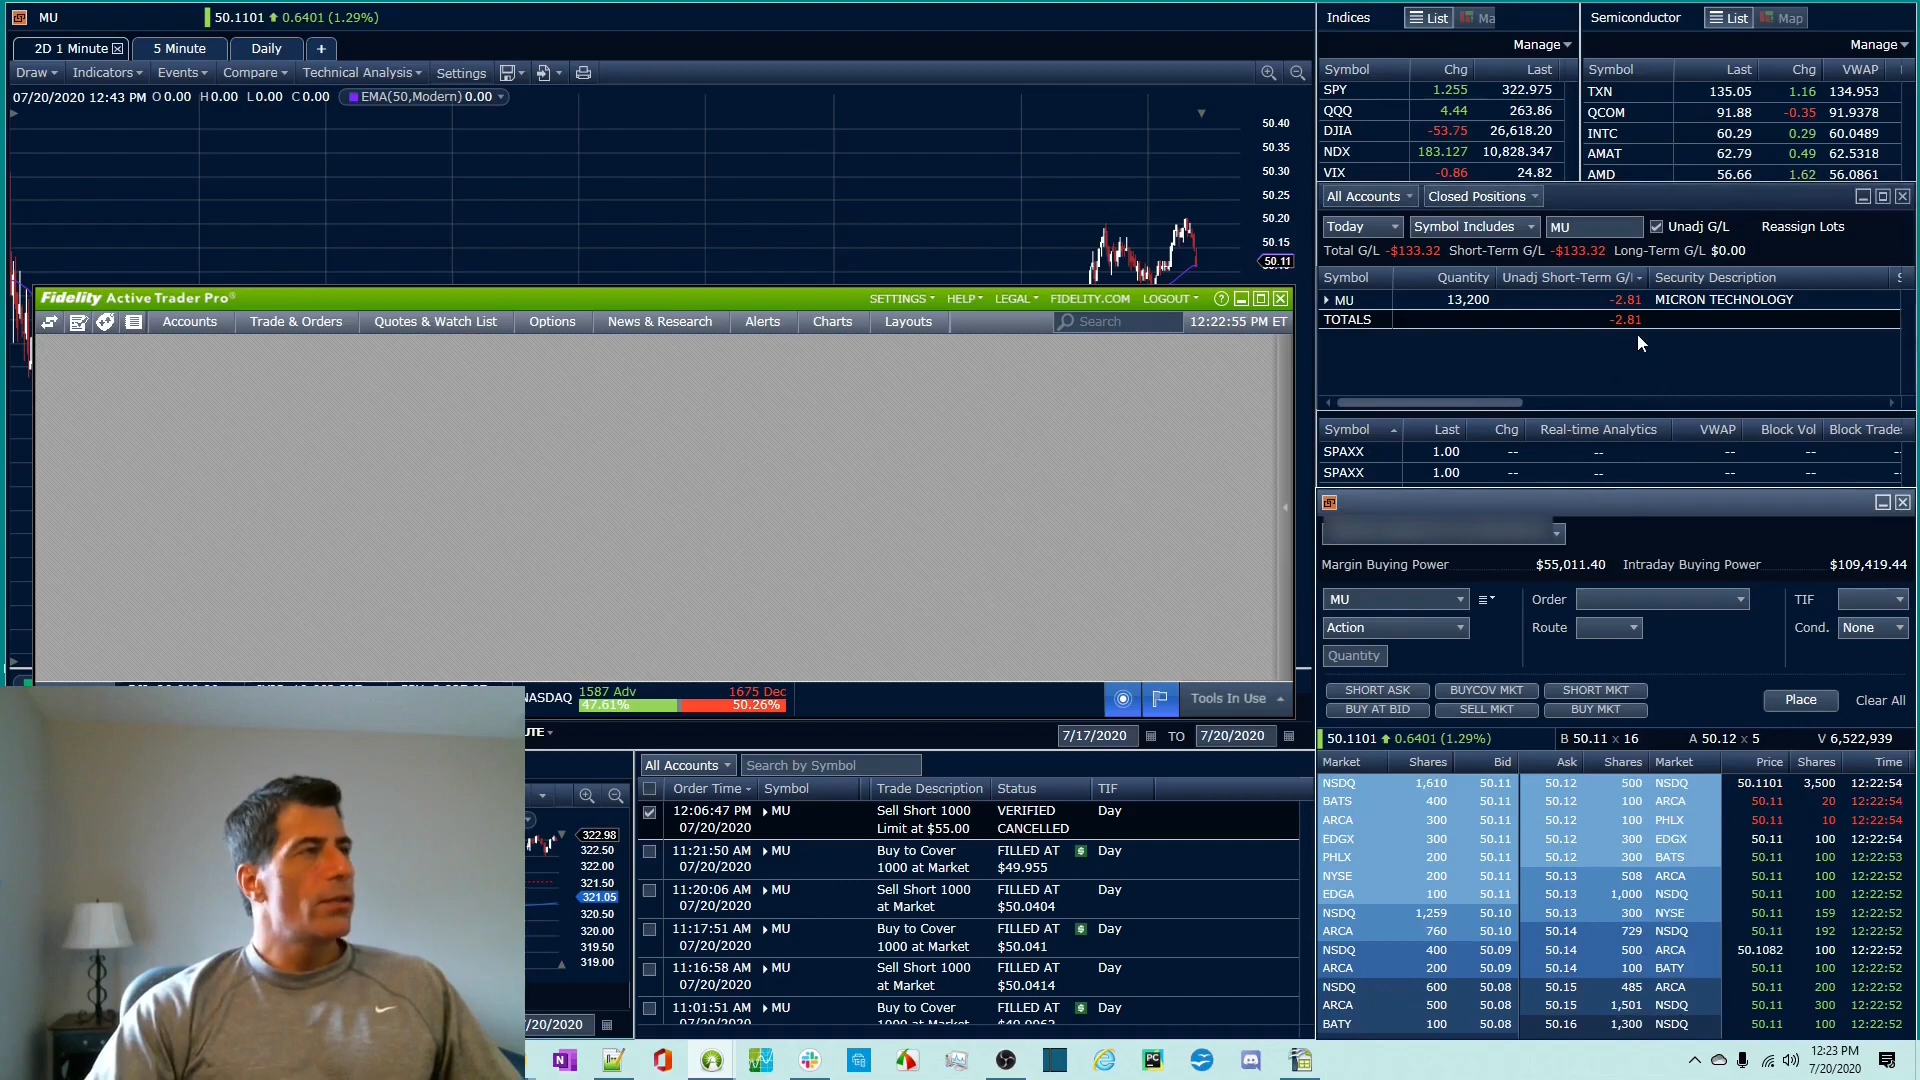 MU 50.1101 0.6401 (1.29%)
2D 1 Minute 5 Minute Daily +
Draw Indicators Events Compare Technical Analysis Settings
07/20/2020 12:43 PM O 0.00 H 0.00 L 0.00 C 0.00 EMA(50,Modern) 0.00
50.40
50.35
50.30
50.25
50.20
50.15
50.11
Fidelity Active Trader Pro® SETTINGS HELP LEGAL FIDELITY.COM LOGOUT
Accounts Trade & Orders Quotes & Watch List Options News & Research Alerts Charts Layouts Search 12:22:55 PM ET
NASDAQ 1587 Adv 1675 Dec
47.61% 50.26%
Tools In Use
UTE 7/17/2020 TO 7/20/2020
322.98
322.50
322.00
321.50
321.05
320.50
320.00
319.50
319.00
/20/2020
All Accounts Search by Symbol
Order Time Symbol Trade Description Status TIF
12:06:47 PM MU Sell Short 1000 VERIFIED Day
07/20/2020 Limit at $55.00 CANCELLED
11:21:50 AM MU Buy to Cover FILLED AT Day
07/20/2020 1000 at Market $49.955
11:20:06 AM MU Sell Short 1000 FILLED AT Day
07/20/2020 at Market $50.0404
11:17:51 AM MU Buy to Cover FILLED AT Day
07/20/2020 1000 at Market $50.041
11:16:58 AM MU Sell Short 1000 FILLED AT Day
07/20/2020 at Market $50.0414
11:01:51 AM MU Buy to Cover FILLED AT Day
Indices List Ma
Manage
Symbol Chg Last
SPY 1.255 322.975
QQQ 4.44 263.86
DJIA -53.75 26,618.20
NDX 183.127 10,828.347
VIX -0.86 24.82
Semiconductor List Map
Manage
Symbol Last Chg VWAP
TXN 135.05 1.16 134.953
QCOM 91.88 -0.35 91.9378
INTC 60.29 0.29 60.0489
AMAT 62.79 0.49 62.5318
AMD 56.66 1.62 56.0861
All Accounts Closed Positions
Today Symbol Includes MU Unadj G/L Reassign Lots
Total G/L -$133.32 Short-Term G/L -$133.32 Long-Term G/L $0.00
Symbol Quantity Unadj Short-Term G/ Security Description
MU 13,200 -2.81 MICRON TECHNOLOGY
TOTALS -2.81
Symbol Last Chg Real-time Analytics VWAP Block Vol Block Trade
SPAXX 1.00 -- -- -- -- --
SPAXX 1.00 -- -- -- -- --
Margin Buying Power $55,011.40 Intraday Buying Power $109,419.44
MU Order TIF
Action Route Cond. None
Quantity
SHORT ASK BUYCOV MKT SHORT MKT
BUY AT BID SELL MKT BUY MKT
Place Clear All
50.1101 0.6401 (1.29%) B 50.11 x 16 A 50.12 x 5 V 6,522,939
Market Shares Bid Ask Shares Market Price Shares Time
NSDQ 1,610 50.11 50.12 500 NSDQ 50.1101 3,500 12:22:54
BATS 400 50.11 50.12 100 ARCA 50.11 20 12:22:54
ARCA 300 50.11 50.12 100 PHLX 50.11 10 12:22:54
EDGX 300 50.11 50.12 300 EDGX 50.11 100 12:22:54
PHLX 200 50.11 50.12 300 BATS 50.11 100 12:22:53
NYSE 200 50.11 50.13 508 ARCA 50.11 100 12:22:52
EDGA 100 50.11 50.13 1,000 NSDQ 50.11 100 12:22:52
NSDQ 1,259 50.10 50.13 300 NYSE 50.11 159 12:22:52
ARCA 760 50.10 50.14 729 NSDQ 50.11 192 12:22:52
NSDQ 400 50.09 50.14 500 ARCA 50.1082 100 12:22:52
ARCA 200 50.09 50.14 100 BATY 50.11 100 12:22:52
NSDQ 600 50.08 50.15 485 ARCA 50.11 200 12:22:52
ARCA 500 50.08 50.15 1,501 NSDQ 50.11 300 12:22:52
BATY 100 50.08 50.16 1,300 NSDQ 50.11 100 12:22:52
12:23 PM
7/20/2020